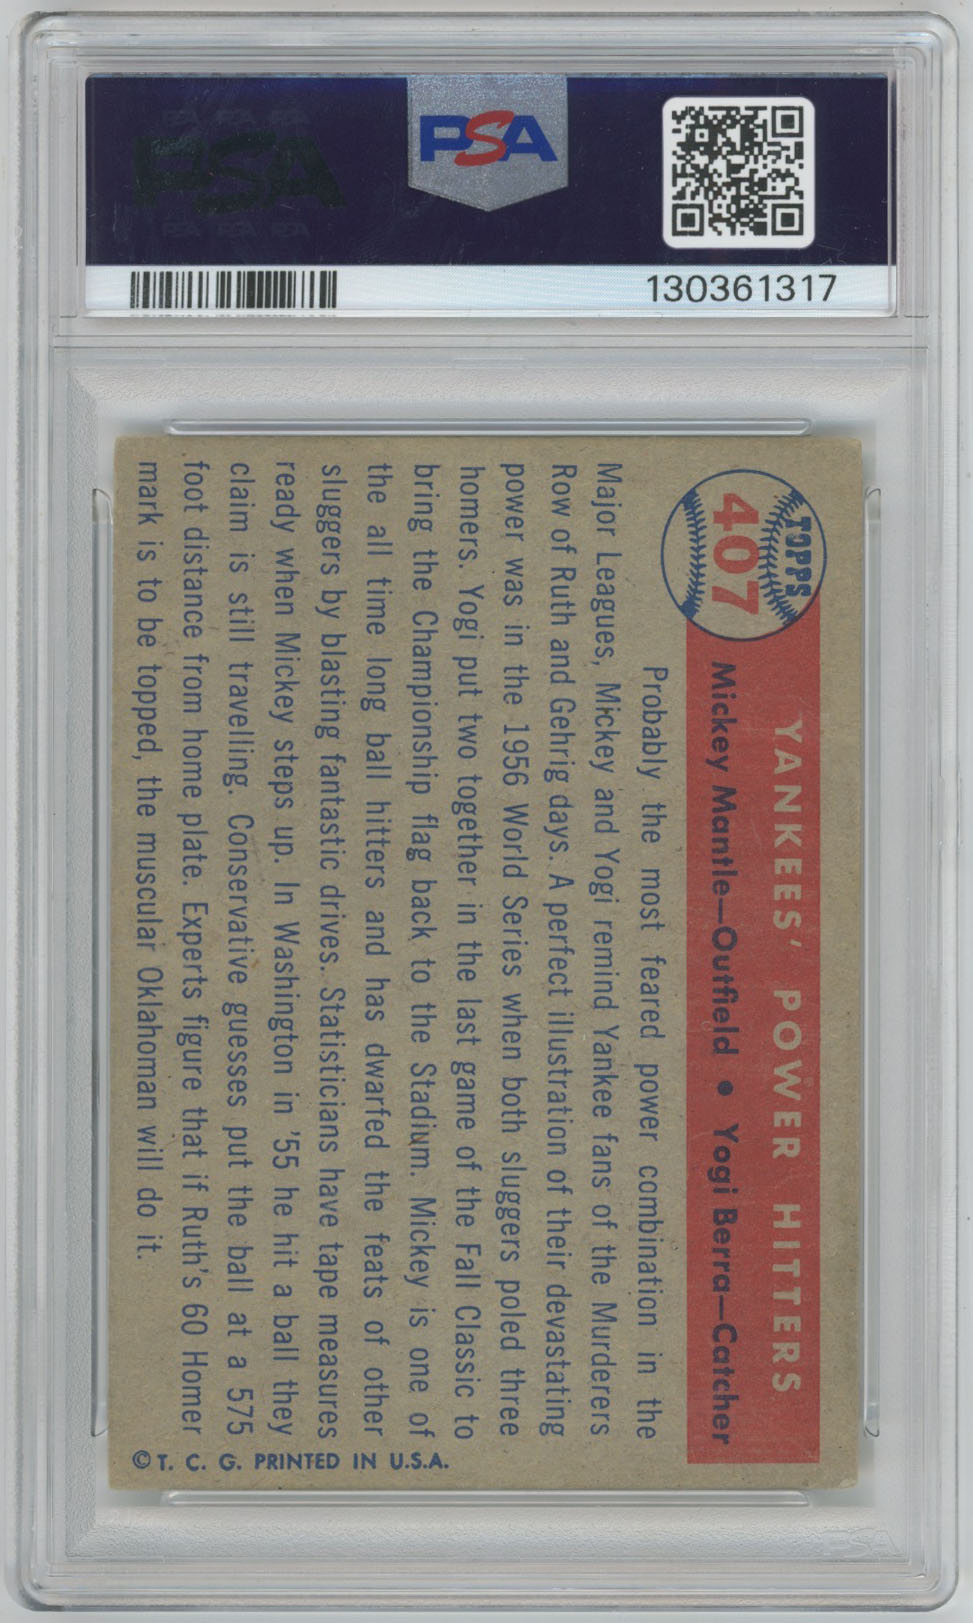 PSA
PSA PSA PSA
PSA
PSA PSA PSA
130361317
TOPPS
407
YANKEES' POWER HITTERS
Mickey Mantle—Outfield • Yogi Berra—Catcher
Probably the most feared power combination in the
Major Leagues, Mickey and Yogi remind Yankee fans of the Murderers
Row of Ruth and Gehrig days. A perfect illustration of their devastating
power was in the 1956 World Series when both sluggers poled three
homers. Yogi put two together in the last game of the Fall Classic to
bring the Championship flag back to the Stadium. Mickey is one of
the all time long ball hitters and has dwarfed the feats of other
sluggers by blasting fantastic drives. Statisticians have tape measures
ready when Mickey steps up. In Washington in '55 he hit a ball they
claim is still travelling. Conservative guesses put the ball at a 575
foot distance from home plate. Experts figure that if Ruth's 60 Homer
mark is to be topped, the muscular Oklahoman will do it.
© T. C. G. PRINTED IN U.S.A.
PSA